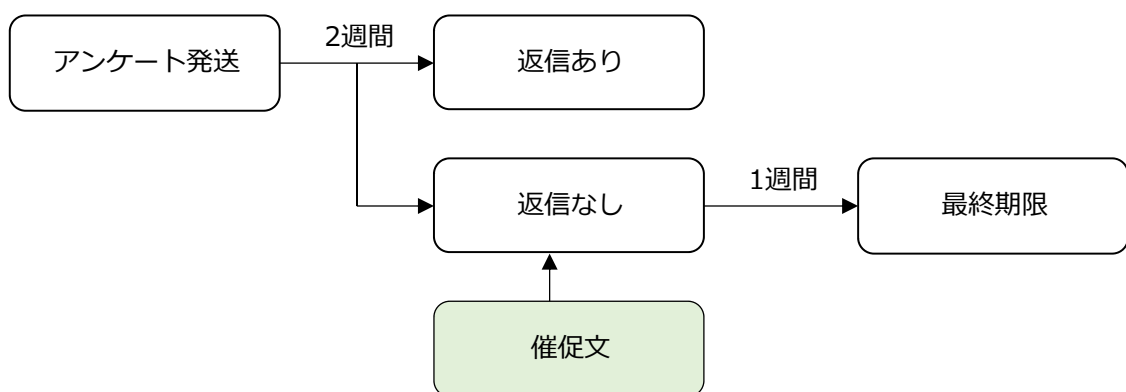 アンケート発送
2週間
返信あり
返信なし
1週間
最終期限
催促文